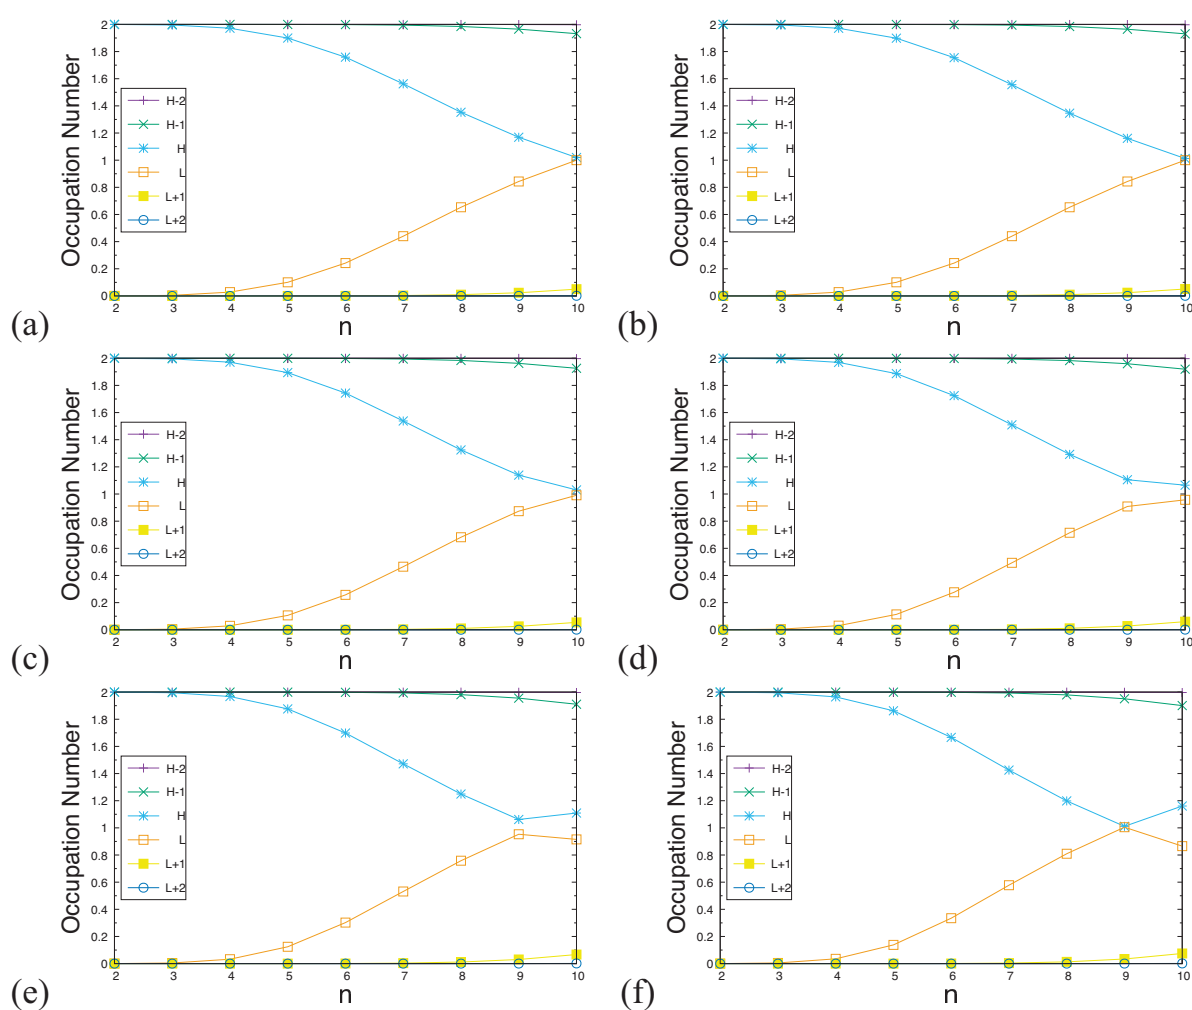 2
1.8
1.6
1.4
1.2
1
0.8
0.6
0.4
0.2
0
Occupation Number
H-2
H-1
H
L
L+1
L+2
2 3 4 5 6 7 8 9 10
n
(a)
2
1.8
1.6
1.4
1.2
1
0.8
0.6
0.4
0.2
0
Occupation Number
H-2
H-1
H
L
L+1
L+2
2 3 4 5 6 7 8 9 10
n
(b)
2
1.8
1.6
1.4
1.2
1
0.8
0.6
0.4
0.2
0
Occupation Number
H-2
H-1
H
L
L+1
L+2
2 3 4 5 6 7 8 9 10
n
(c)
2
1.8
1.6
1.4
1.2
1
0.8
0.6
0.4
0.2
0
Occupation Number
H-2
H-1
H
L
L+1
L+2
2 3 4 5 6 7 8 9 10
n
(d)
2
1.8
1.6
1.4
1.2
1
0.8
0.6
0.4
0.2
0
Occupation Number
H-2
H-1
H
L
L+1
L+2
2 3 4 5 6 7 8 9 10
n
(e)
2
1.8
1.6
1.4
1.2
1
0.8
0.6
0.4
0.2
0
Occupation Number
H-2
H-1
H
L
L+1
L+2
2 3 4 5 6 7 8 9 10
n
(f)